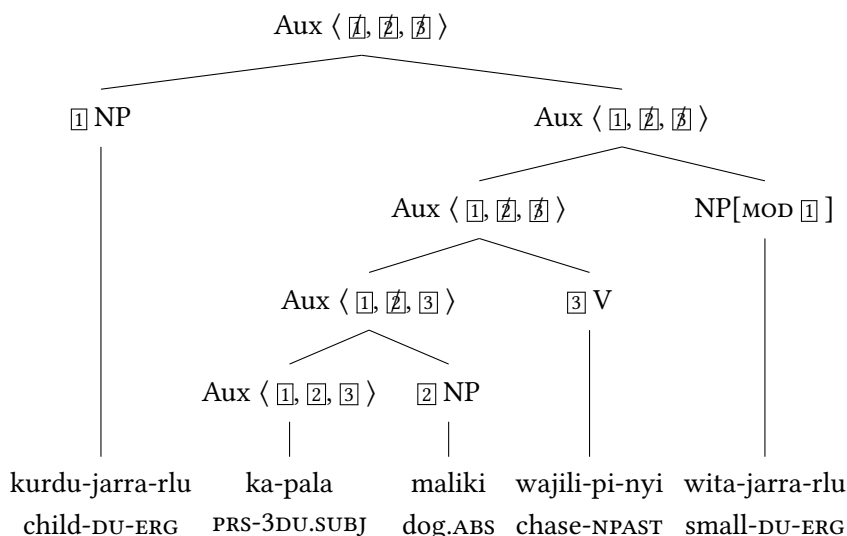 Aux ⟨ 1̸, 2̸, 3̸ ⟩
1 NP Aux ⟨ 1, 2̸, 3̸ ⟩
Aux ⟨ 1, 2̸, 3̸ ⟩ NP[MOD 1 ]
Aux ⟨ 1, 2̸, 3 ⟩ 3 V
Aux ⟨ 1, 2, 3 ⟩ 2 NP
kurdu-jarra-rlu ka-pala maliki wajili-pi-nyi wita-jarra-rlu
child-DU-ERG PRS-3DU.SUBJ dog.ABS chase-NPAST small-DU-ERG